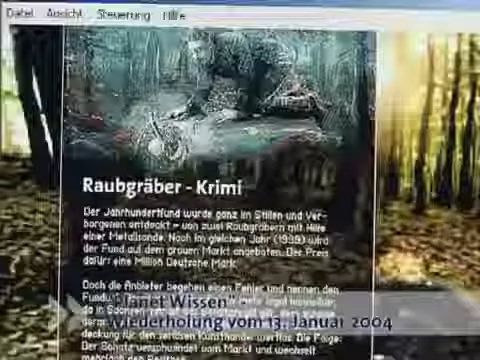 Datei Ansicht Steuerung Hilfe
Raubgräber - Krimi
Der Jahrhundertfund wurde ganz im Stillen und Ver-
borgenen entdeckt - von zwei Raubgräbern mit Hilfe
einer Metallsonde. Noch im gleichen Jahr (1999) wird
der Fund auf dem grauen Markt angeboten. Der Preis
dafür: eine Million Deutsche Mark.
Doch die Anbieter begehen einen Fehler und nennen den
Planet Wissen
Wiederholung vom 13. Januar 2004
deckung für den seriösen Kunsthandel wertlos. Die Folge:
Der Schatz verschwindet vom Markt und wechselt
mehrfach den Besitzer.